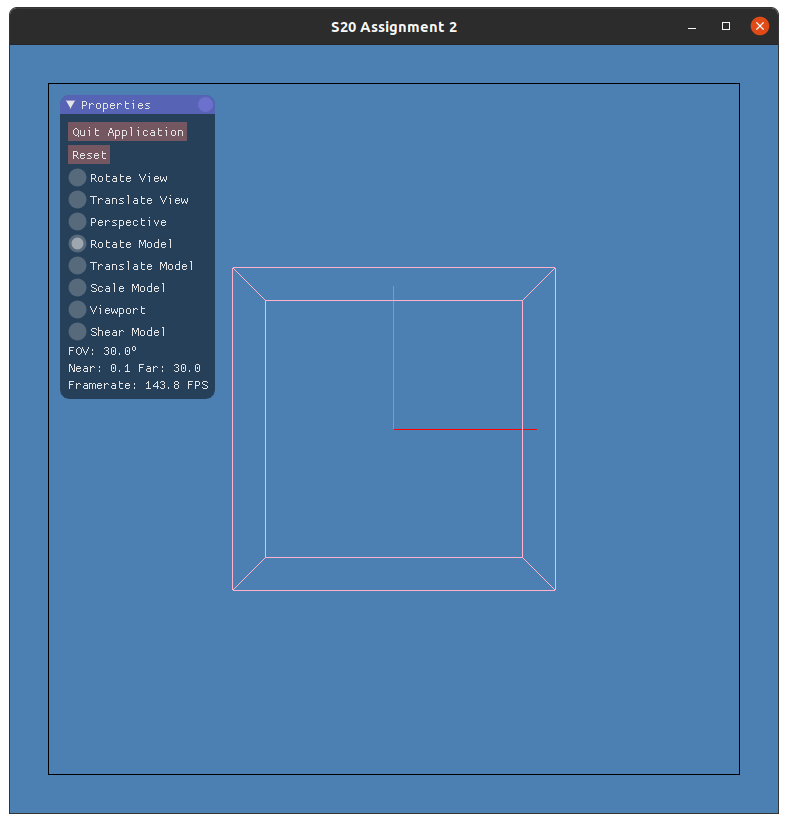 S20 Assignment 2
Properties
Quit Application
Reset
Rotate View
Translate View
Perspective
Rotate Model
Translate Model
Scale Model
Viewport
Shear Model
FOV: 30.0º
Near: 0.1 Far: 30.0
Framerate: 143.8 FPS